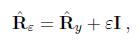 R̂_ε = R̂_y + εI ,